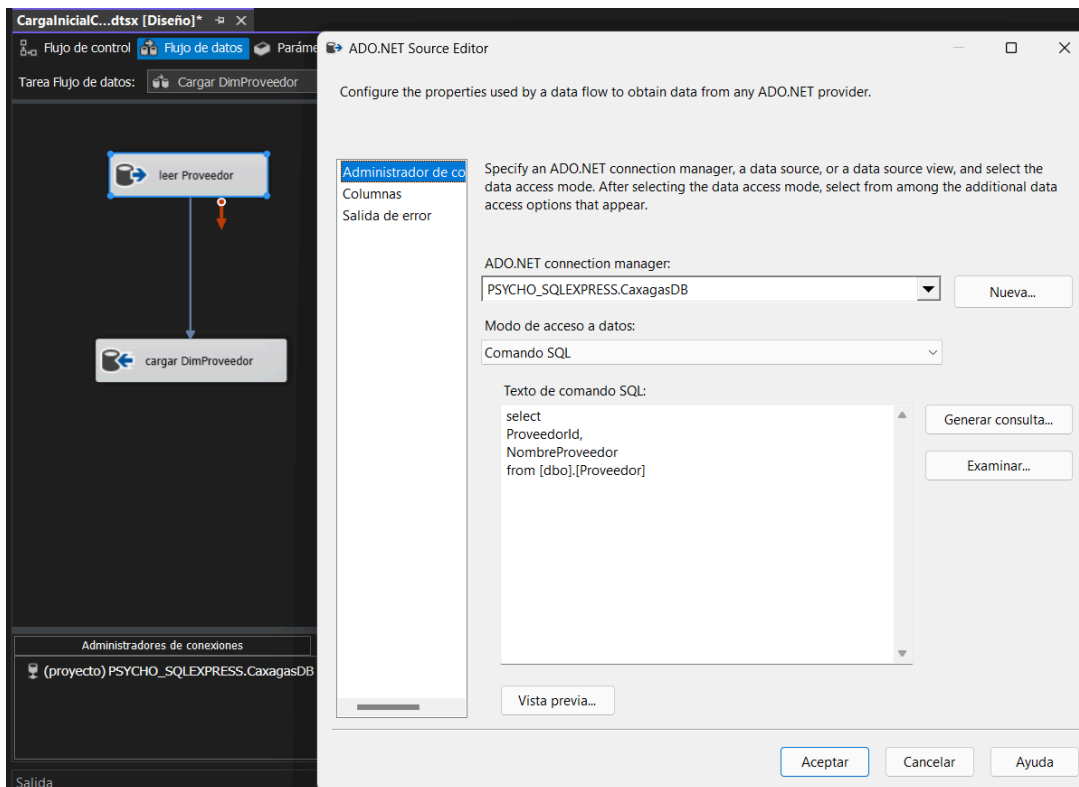 CargaInicialC...dtsx [Diseño]*
Flujo de control Flujo de datos Paráme
Tarea Flujo de datos: Cargar DimProveedor
leer Proveedor
cargar DimProveedor
Administradores de conexiones
(proyecto) PSYCHO_SQLEXPRESS.CaxagasDB
Salida
ADO.NET Source Editor
Configure the properties used by a data flow to obtain data from any ADO.NET provider.
Administrador de co
Columnas
Salida de error
Specify an ADO.NET connection manager, a data source, or a data source view, and select the
data access mode. After selecting the data access mode, select from among the additional data
access options that appear.
ADO.NET connection manager:
PSYCHO_SQLEXPRESS.CaxagasDB
Nueva...
Modo de acceso a datos:
Comando SQL
Texto de comando SQL:
select
ProveedorId,
NombreProveedor
from [dbo].[Proveedor]
Generar consulta...
Examinar...
Vista previa...
Aceptar Cancelar Ayuda